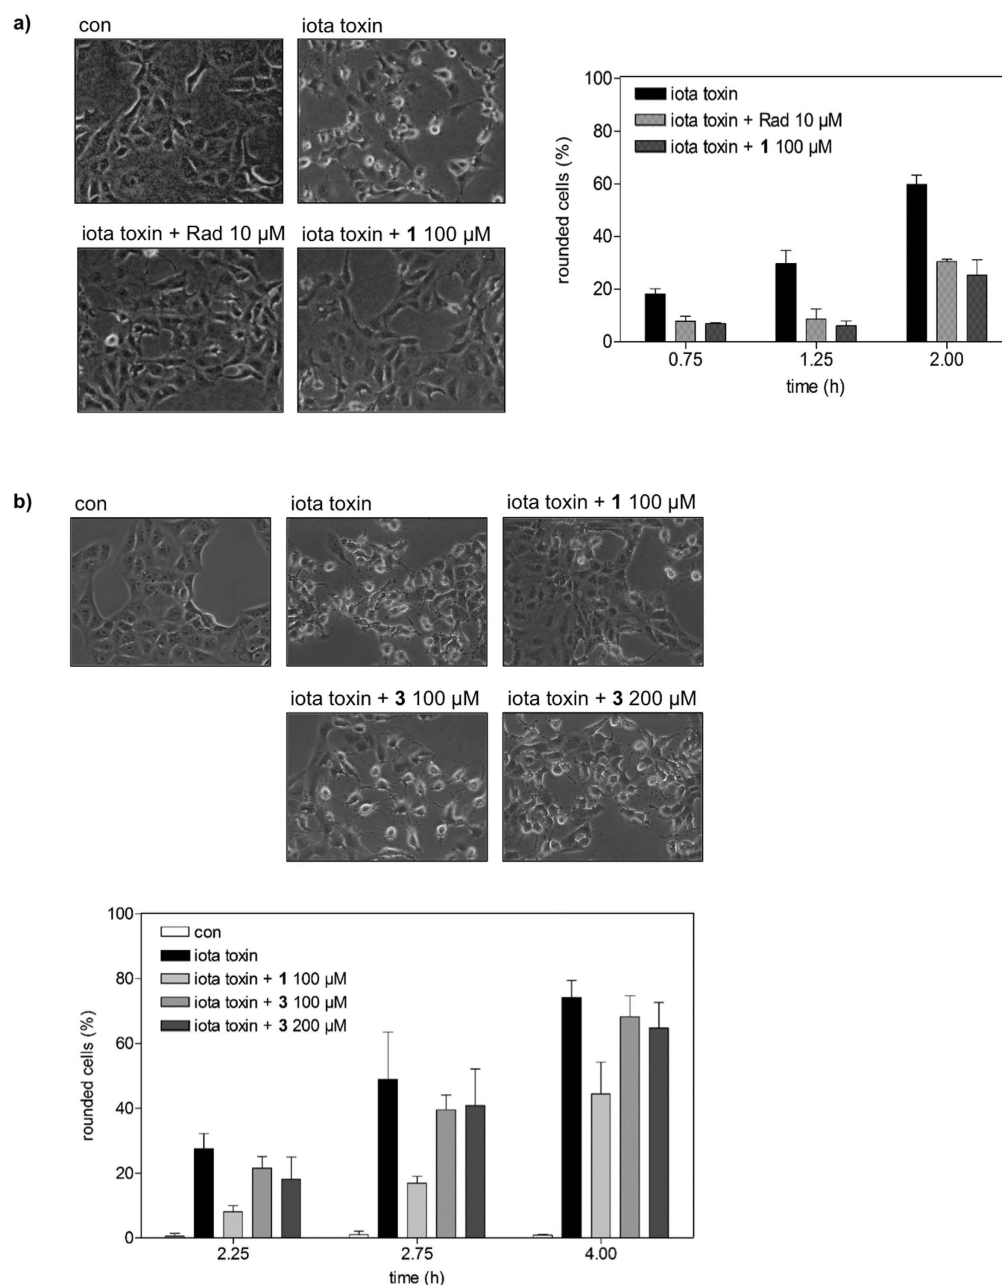 a)
con
iota toxin
iota toxin + Rad 10 µM
iota toxin + 1 100 µM
rounded cells (%)
100
80
60
40
20
0
iota toxin
iota toxin + Rad 10 µM
iota toxin + 1 100 µM
0.75 1.25 2.00
time (h)
b)
con
iota toxin
iota toxin + 1 100 µM
iota toxin + 3 100 µM
iota toxin + 3 200 µM
rounded cells (%)
100
80
60
40
20
0
con
iota toxin
iota toxin + 1 100 µM
iota toxin + 3 100 µM
iota toxin + 3 200 µM
2.25 2.75 4.00
time (h)